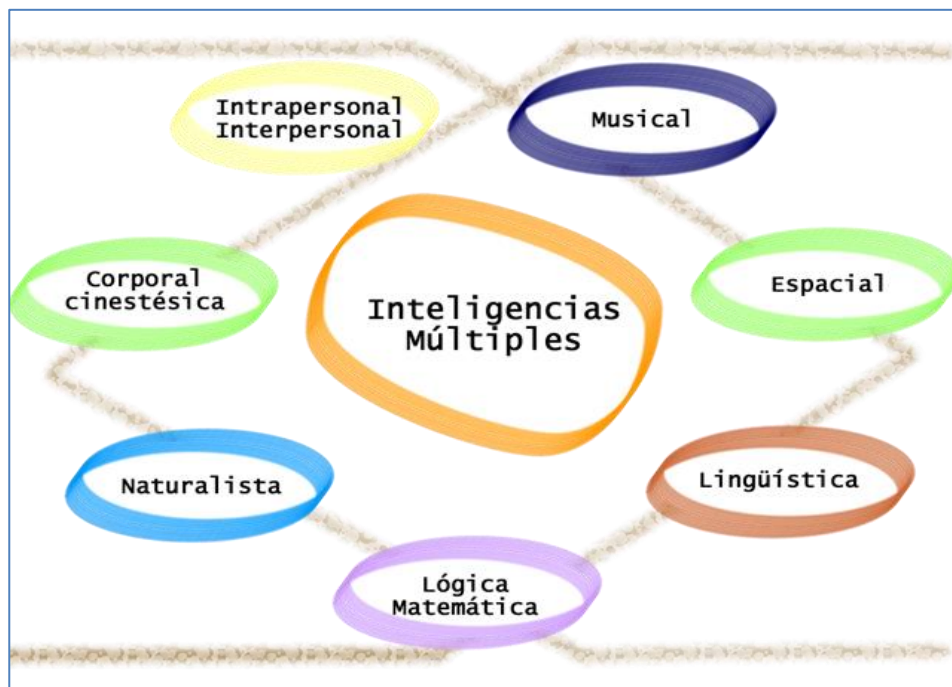 Intrapersonal
Interpersonal
Musical
Corporal
cinestésica
Inteligencias
Múltiples
Espacial
Naturalista
Lingüística
Lógica
Matemática